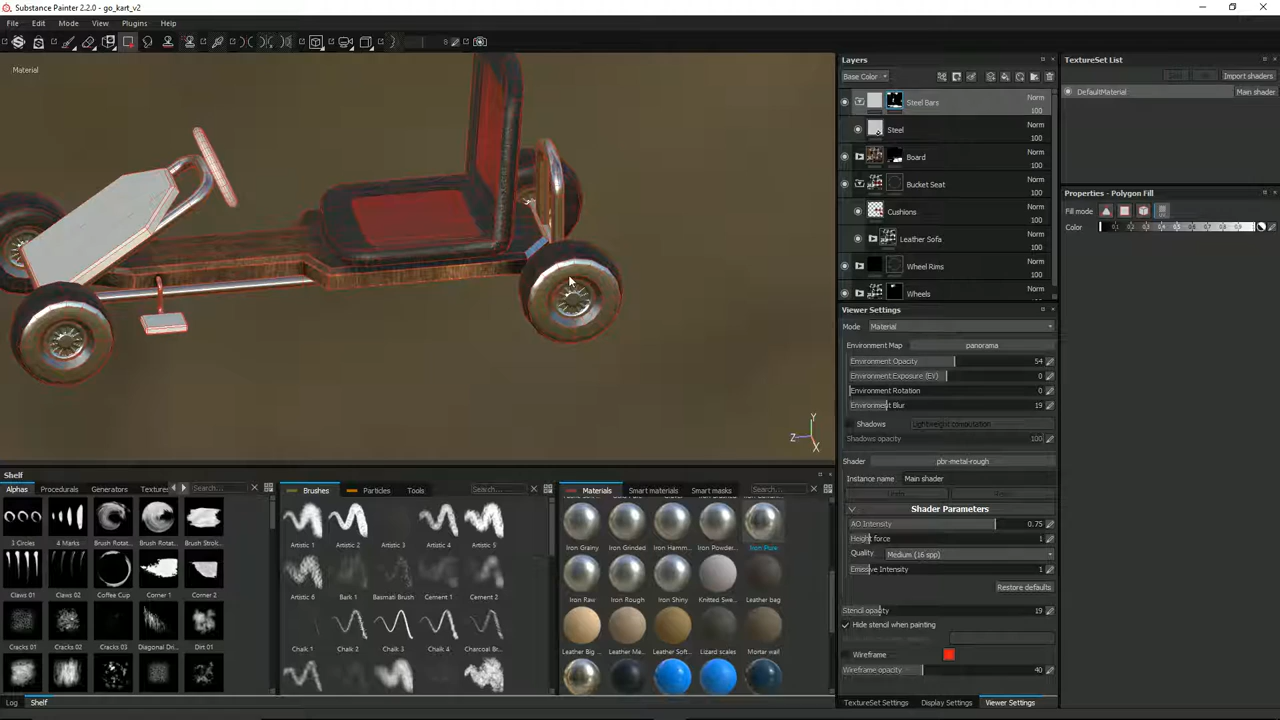 Substance Painter 2.2.0 - go_kart_v2
File Edit Mode View Plugins Help
8
Material
Z
Y
X
Layers
Base Color
Steel Bars Norm 100
Steel Norm 100
Board Norm 100
Bucket Seat Norm 100
Cushions Norm 100
Leather Sofa Norm 100
Wheel Rims Norm 100
Wheels Norm
TextureSet List
Import shaders
DefaultMaterial Main shader
Properties - Polygon Fill
Fill mode
Color
Viewer Settings
Mode Material
Environment Map panorama
Environment Opacity 54
Environment Exposure (EV) 0
Environment Rotation 0
Environment Blur 19
Shadows Lightweight computation
Shadows opacity 100
Shader pbr-metal-rough
Instance name Main shader
Shader Parameters
AO Intensity 0.75
Height force 1
Quality Medium (16 spp)
Emissive Intensity 1
Restore defaults
Stencil opacity 19
Hide stencil when painting
Wireframe
Wireframe opacity 40
TextureSet Settings Display Settings Viewer Settings
Shelf
Alphas Procedurals Generators Textures Search...
3 Circles 4 Marks Brush Rotat... Brush Rotat... Brush Strok...
Claws 01 Claws 02 Coffee Cup Corner 1 Corner 2
Cracks 01 Cracks 02 Cracks 03 Diagonal Dr... Dirt 01
Brushes Particles Tools Search...
Artistic 1 Artistic 2 Artistic 3 Artistic 4 Artistic 5
Artistic 6 Bark 1 Basmati Brush Cement 1 Cement 2
Chalk 1 Chalk 2 Chalk 3 Chalk 4 Charcoal Br...
Materials Smart materials Smart masks Search...
Iron Grainy Iron Grinded Iron Hamm... Iron Powder... Iron Pure
Iron Raw Iron Rough Iron Shiny Knitted Swe... Leather bag
Leather Big ... Leather Me... Leather Soft... Lizard scales Mortar wall
Log Shelf